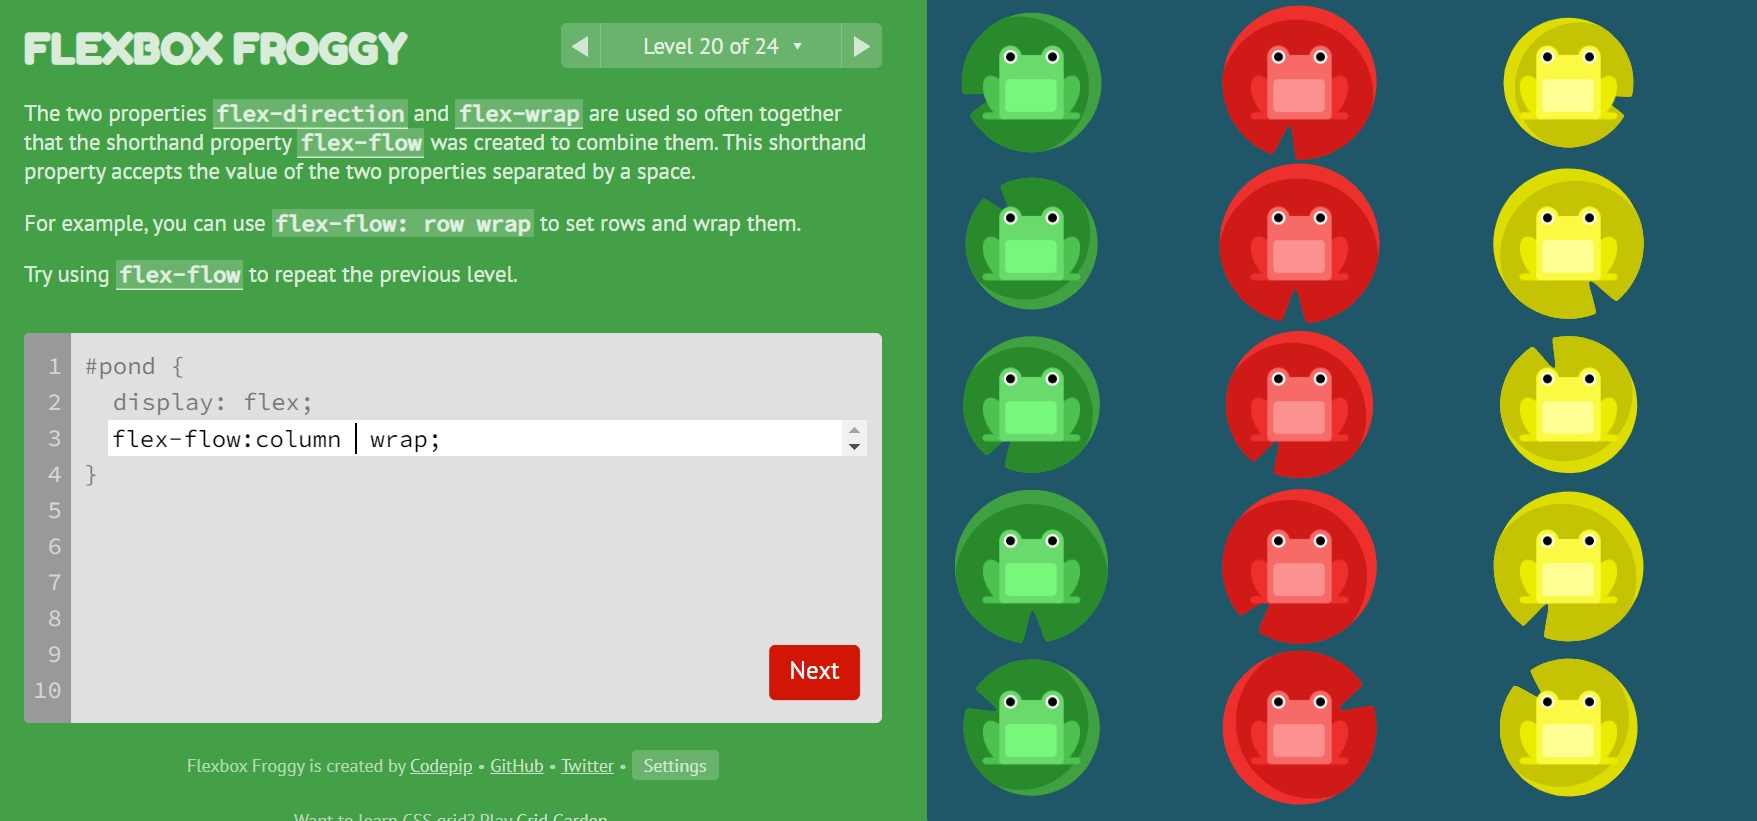 FLEXBOX FROGGY
◀ Level 20 of 24 ▼ ▶
The two properties flex-direction and flex-wrap are used so often together
that the shorthand property flex-flow was created to combine them. This shorthand
property accepts the value of the two properties separated by a space.
For example, you can use flex-flow: row wrap to set rows and wrap them.
Try using flex-flow to repeat the previous level.
1 #pond {
2 display: flex;
3 flex-flow:column  wrap;
4 }
5
6
7
8
9
10
Next
Flexbox Froggy is created by Codepip • GitHub • Twitter • Settings
Want to learn CSS grid? Play Grid Garden